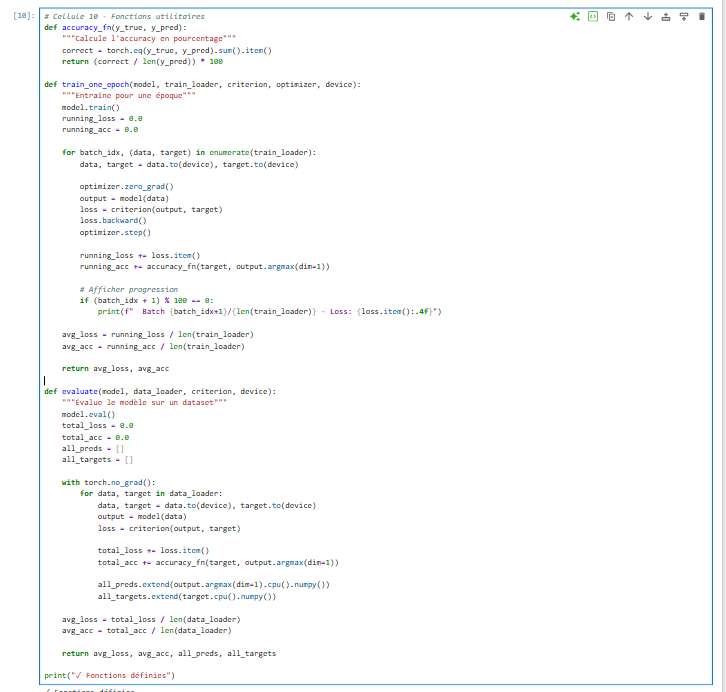 [10]:
# Cellule 10 - Fonctions utilitaires
def accuracy_fn(y_true, y_pred):
    """Calcule l'accuracy en pourcentage"""
    correct = torch.eq(y_true, y_pred).sum().item()
    return (correct / len(y_pred)) * 100

def train_one_epoch(model, train_loader, criterion, optimizer, device):
    """Entraîne pour une époque"""
    model.train()
    running_loss = 0.0
    running_acc = 0.0

    for batch_idx, (data, target) in enumerate(train_loader):
        data, target = data.to(device), target.to(device)

        optimizer.zero_grad()
        output = model(data)
        loss = criterion(output, target)
        loss.backward()
        optimizer.step()

        running_loss += loss.item()
        running_acc += accuracy_fn(target, output.argmax(dim=1))

        # Afficher progression
        if (batch_idx + 1) % 100 == 0:
            print(f"  Batch {batch_idx+1}/{len(train_loader)} - Loss: {loss.item():.4f}")

    avg_loss = running_loss / len(train_loader)
    avg_acc = running_acc / len(train_loader)

    return avg_loss, avg_acc

def evaluate(model, data_loader, criterion, device):
    """Évalue le modèle sur un dataset"""
    model.eval()
    total_loss = 0.0
    total_acc = 0.0
    all_preds = []
    all_targets = []

    with torch.no_grad():
        for data, target in data_loader:
            data, target = data.to(device), target.to(device)
            output = model(data)
            loss = criterion(output, target)

            total_loss += loss.item()
            total_acc += accuracy_fn(target, output.argmax(dim=1))

            all_preds.extend(output.argmax(dim=1).cpu().numpy())
            all_targets.extend(target.cpu().numpy())

    avg_loss = total_loss / len(data_loader)
    avg_acc = total_acc / len(data_loader)

    return avg_loss, avg_acc, all_preds, all_targets

print("✓ Fonctions définies")
✓ Fonctions définies